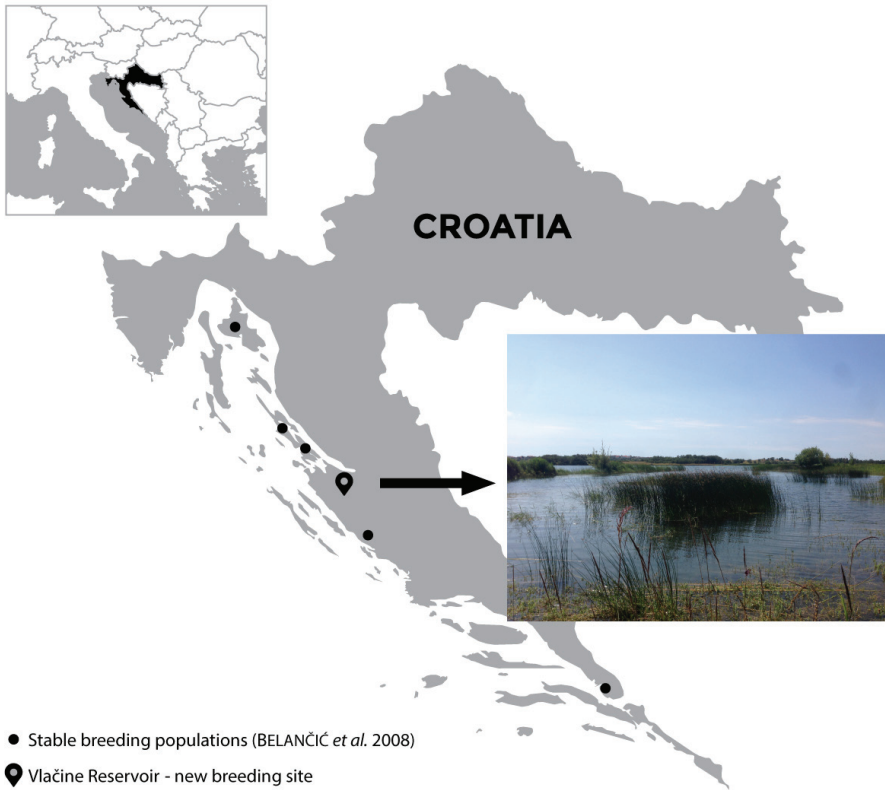 CROATIA
Stable breeding populations (BELANČIĆ et al. 2008)
Vlačine Reservoir - new breeding site